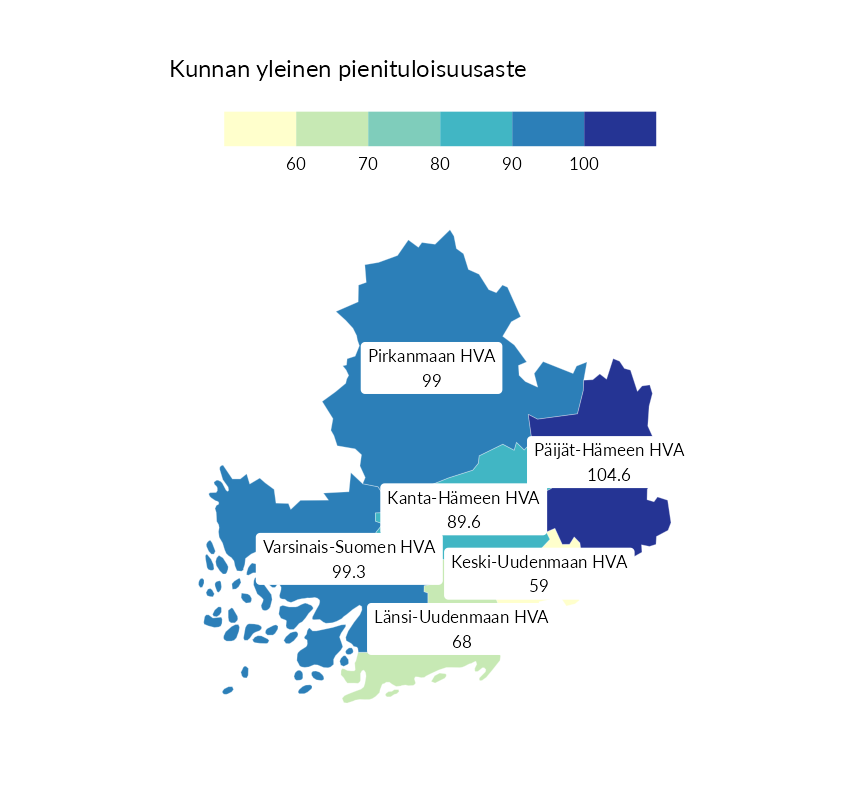 Kunnan yleinen pienituloisuusaste
60 70 80 90 100
Pirkanmaan HVA
99
Päijät-Hämeen HVA
104.6
Kanta-Hämeen HVA
89.6
Varsinais-Suomen HVA
99.3
Keski-Uudenmaan HVA
59
Länsi-Uudenmaan HVA
68